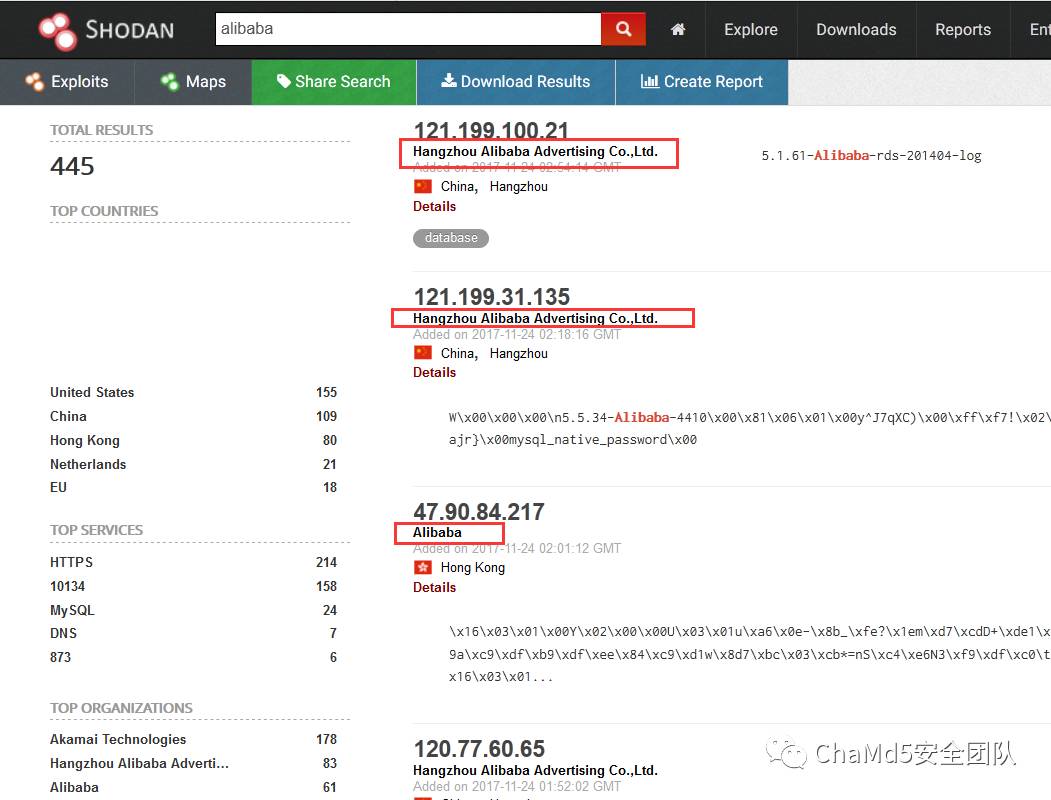 SHODAN
alibaba
Explore
Downloads
Reports
Ent
Exploits
Maps
Share Search
Download Results
Create Report
TOTAL RESULTS
445
TOP COUNTRIES
United States 155
China 109
Hong Kong 80
Netherlands 21
EU 18
TOP SERVICES
HTTPS 214
10134 158
MySQL 24
DNS 7
873 6
TOP ORGANIZATIONS
Akamai Technologies 178
Hangzhou Alibaba Adverti... 83
Alibaba 61
121.199.100.21
Hangzhou Alibaba Advertising Co.,Ltd.
Added on 2017-11-24 02:54:14 GMT
China, Hangzhou
Details
database
5.1.61-Alibaba-rds-201404-log
121.199.31.135
Hangzhou Alibaba Advertising Co.,Ltd.
Added on 2017-11-24 02:18:16 GMT
China, Hangzhou
Details
W\x00\x00\x00\n5.5.34-Alibaba-4410\x00\x81\x06\x01\x00y^J7qXC)\x00\xff\xf7!\x02\
ajr}\x00mysql_native_password\x00
47.90.84.217
Alibaba
Added on 2017-11-24 02:01:12 GMT
Hong Kong
Details
\x16\x03\x01\x00Y\x02\x00\x00U\x03\x01u\xa6\x0e-\x8b_\xfe?\x1em\xd7\xcdD+\xde1\x
9a\xc9\xdf\xb9\xdf\xee\x84\xc9\xd1w\x8d7\xbc\x03\xcb*=nS\xc4\xe6N3\xf9\xdf\xc0\t
x16\x03\x01...
120.77.60.65
Hangzhou Alibaba Advertising Co.,Ltd.
Added on 2017-11-24 01:52:02 GMT
ChaMd5安全团队